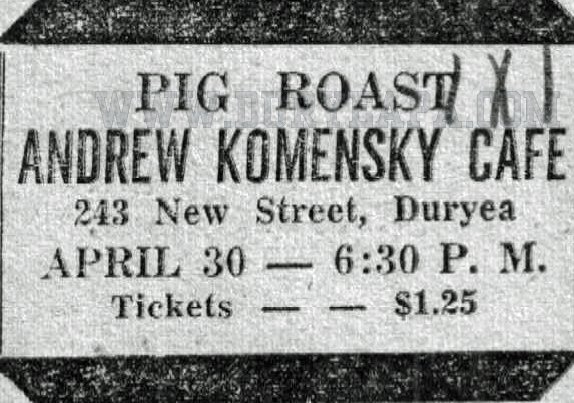 PIG ROAST
ANDREW KOMENSKY CAFE
243 New Street, Duryea
APRIL 30 — 6:30 P. M.
Tickets — — $1.25